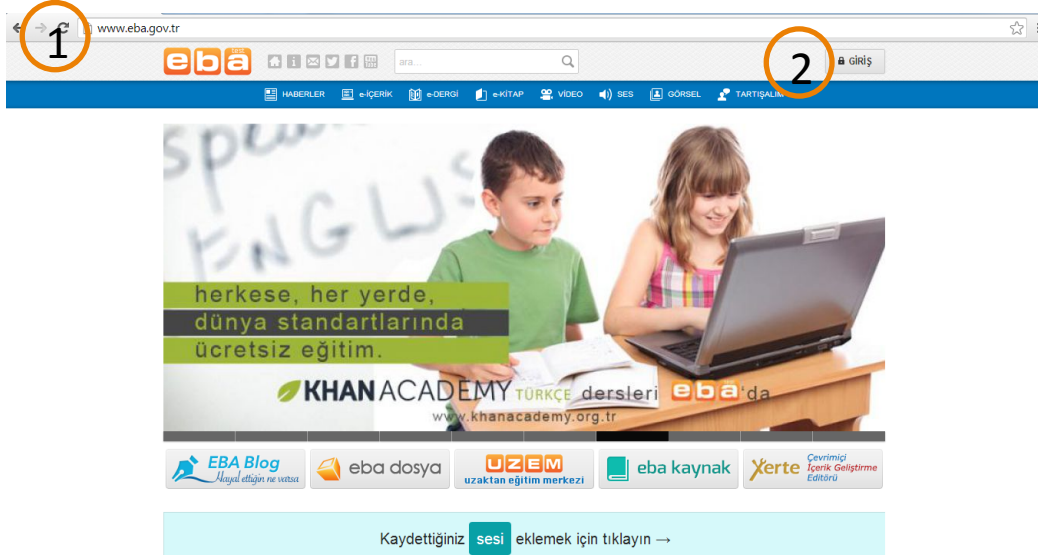 1
www.eba.gov.tr
2
eba test
ara...
GİRİŞ
HABERLER e-İÇERİK e-DERGİ e-KİTAP VİDEO SES GÖRSEL TARTIŞALIM
speak
ENGLIS
herkese, her yerde,
dünya standartlarında
ücretsiz eğitim.
KHANACADEMY TÜRKÇE dersleri eba'da
www.khanacademy.org.tr
EBA Blog
Hayal ettiğin ne varsa
eba dosya
UZEM
uzaktan eğitim merkezi
eba kaynak
Xerte Çevrimiçi
İçerik Geliştirme
Editörü
Kaydettiğiniz sesi eklemek için tıklayın →